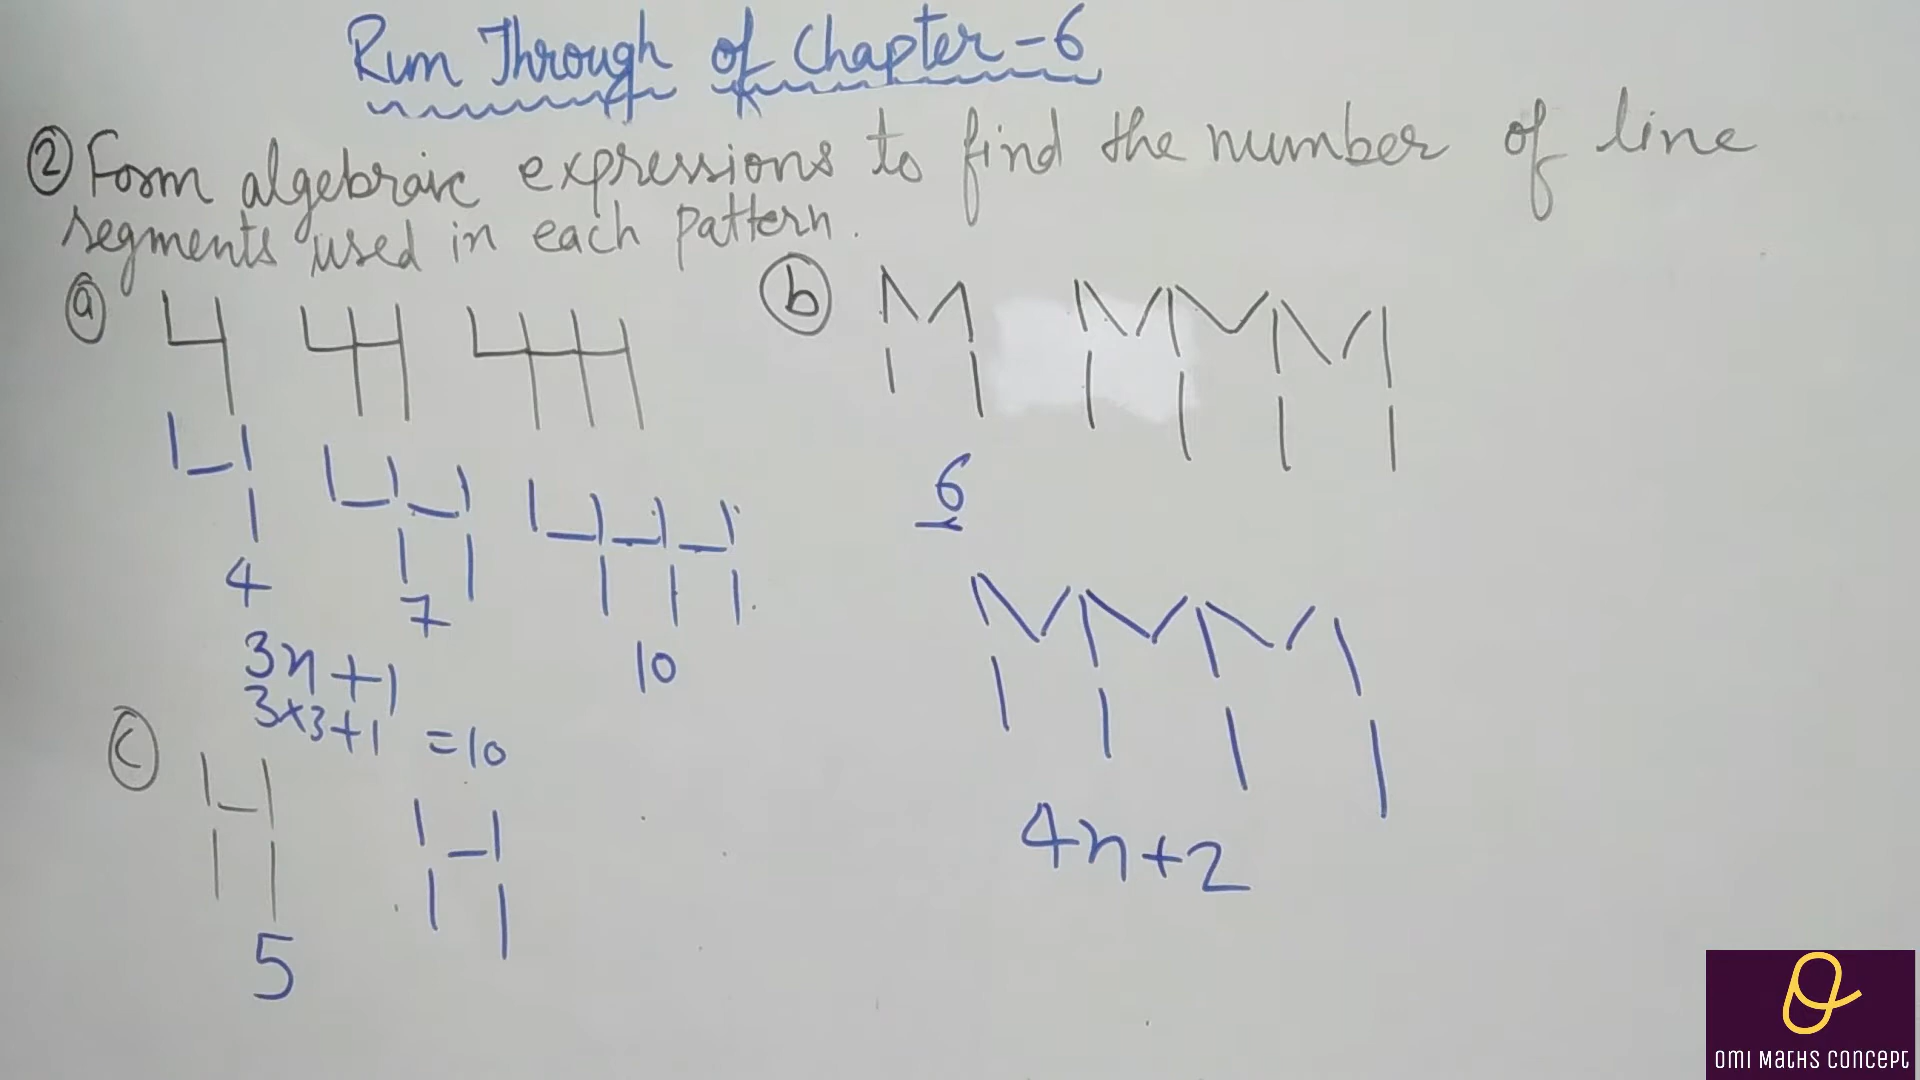 Run Through of Chapter-6
② Form algebraic expressions to find the number of line
segments used in each pattern.
ⓐ
ⓑ
4
7
10
3n+1
3×3+1 =10
6
4n+2
ⓒ
5
OMI MATHS CONCEPT